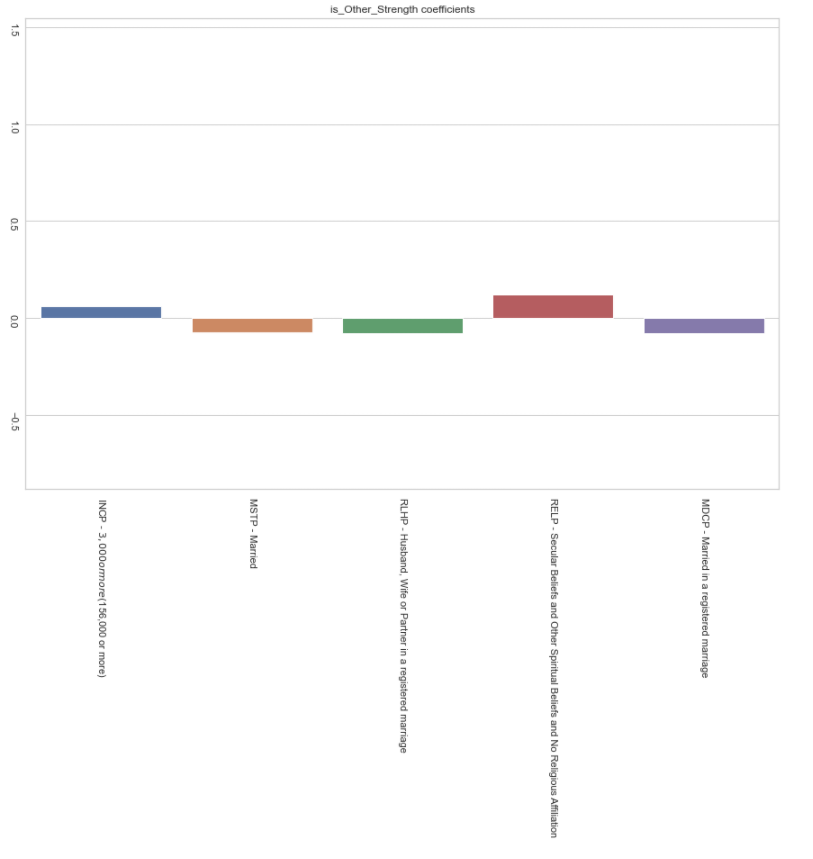 is_Other_Strength coefficients
1.5
1.0
0.5
0.0
−0.5
INCP - 3, 000ormore(156,000 or more)
MSTP - Married
RLHP - Husband, Wife or Partner in a registered marriage
RELP - Secular Beliefs and Other Spiritual Beliefs and No Religious Affiliation
MDCP - Married in a registered marriage